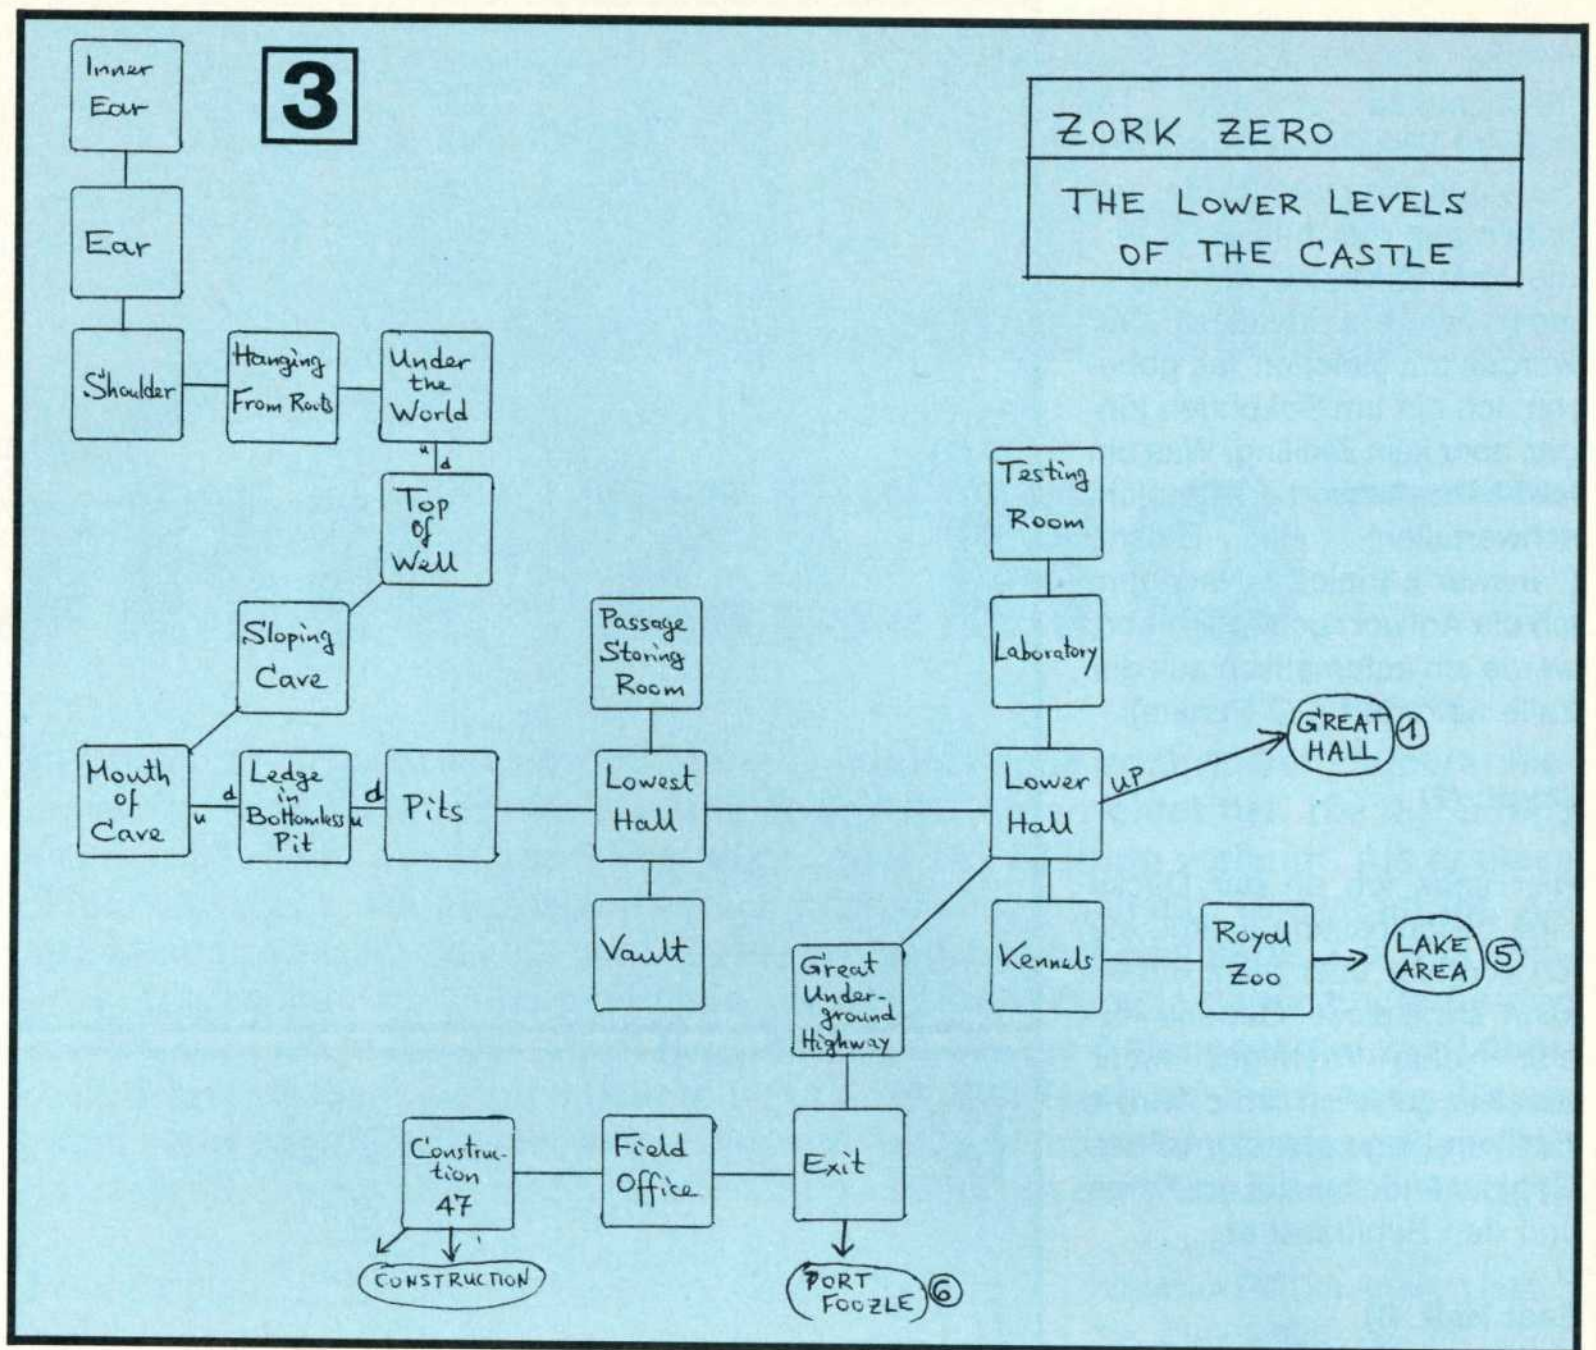 Inner
Ear
3
ZORK ZERO
THE LOWER LEVELS
OF THE CASTLE
Ear
Shoulder
Hanging
From Roots
Under
the
World
u
d
Top
of
Well
Testing
Room
Sloping
Cave
Passage
Storing
Room
Laboratory
GREAT
HALL
1
Mouth
of
Cave
u
d
Ledge
in
Bottomless
Pit
d
u
Pits
Lowest
Hall
Lower
Hall
UP
Vault
Great
Under-
ground
Highway
Kennels
Royal
Zoo
LAKE
AREA
5
Construc-
tion
47
Field
Office
Exit
CONSTRUCTION
PORT
FOOZLE
6